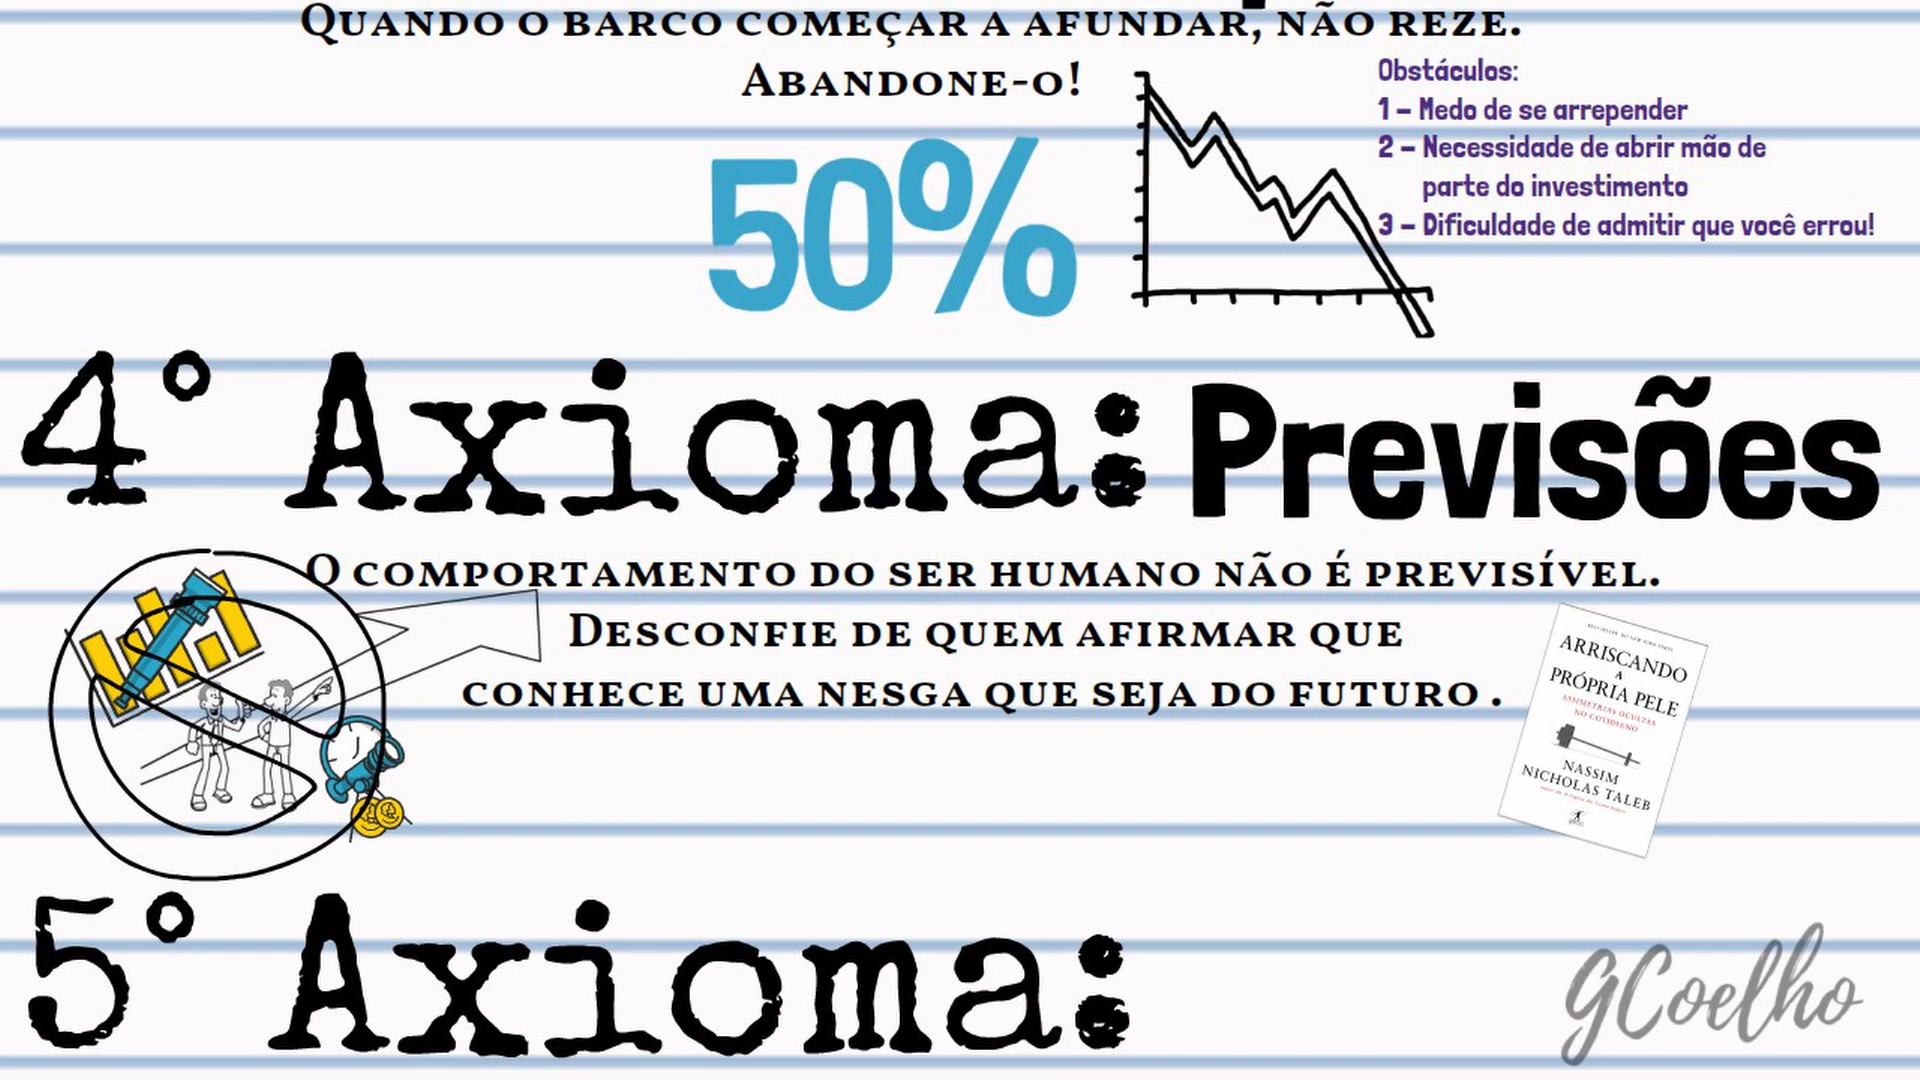 Quando o barco começar a afundar, não reze.
Abandone-o!
Obstáculos:
1 – Medo de se arrepender
2 – Necessidade de abrir mão de
parte do investimento
3 – Dificuldade de admitir que você errou!
50%
4° Axioma: Previsões
O comportamento do ser humano não é previsível.
Desconfie de quem afirmar que
conhece uma nesga que seja do futuro .
ARRISCANDO
A
PRÓPRIA PELE
ASSIMETRIAS OCULTAS
NO COTIDIANO
NASSIM
NICHOLAS TALEB
5° Axioma:
GCoelho